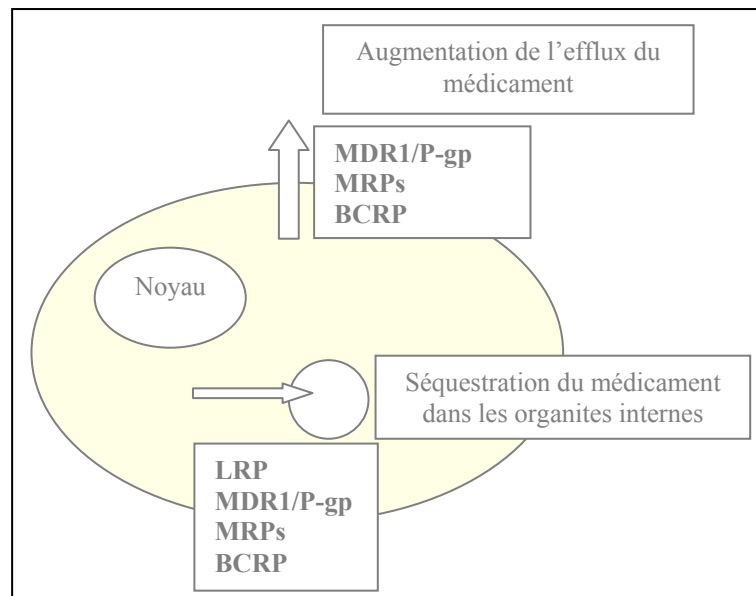 Augmentation de l'efflux du
médicament
MDR1/P-gp
MRPs
BCRP
Noyau
Séquestration du médicament
dans les organites internes
LRP
MDR1/P-gp
MRPs
BCRP